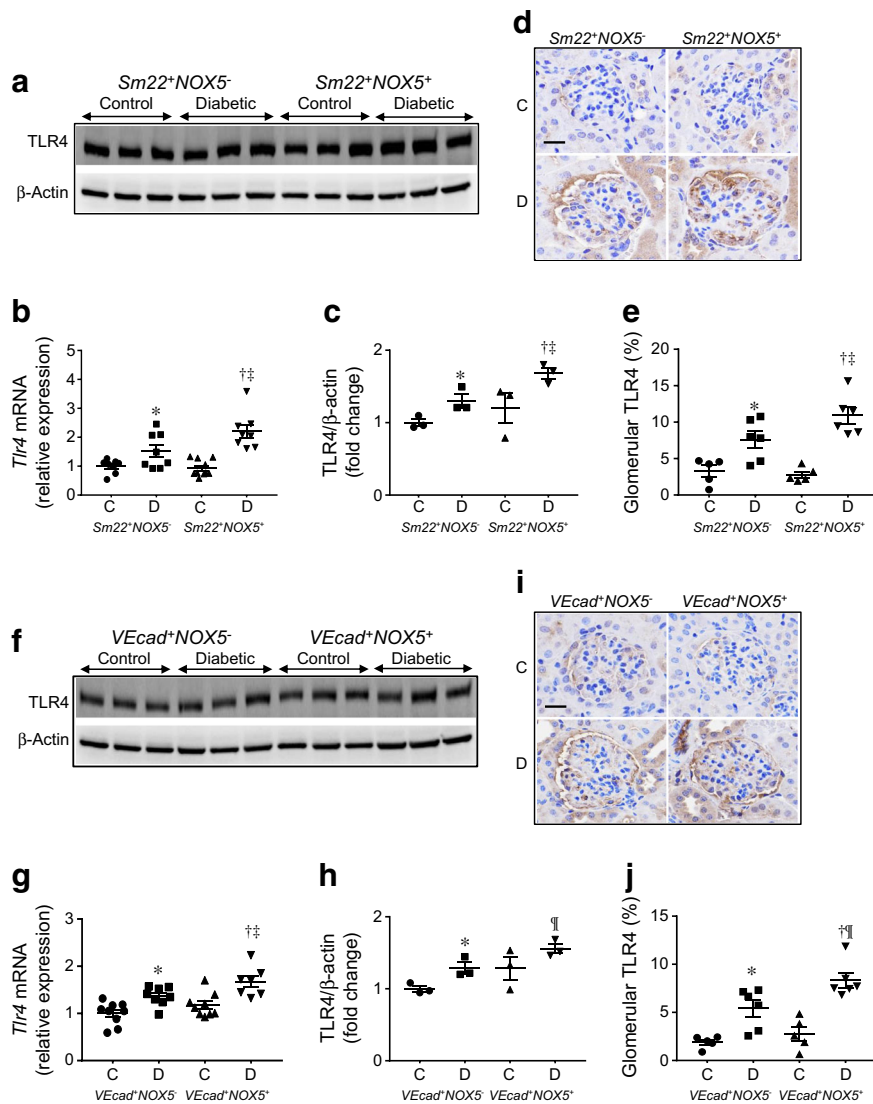 a
Sm22⁺NOX5⁻ Sm22⁺NOX5⁺
Control Diabetic Control Diabetic
TLR4
β-Actin
d
Sm22⁺NOX5⁻ Sm22⁺NOX5⁺
C
D
b
Tlr4 mRNA
(relative expression)
5
4
3
2
1
0
*
†‡
C D C D
Sm22⁺NOX5⁻ Sm22⁺NOX5⁺
c
TLR4/β-actin
(fold change)
2
1
0
*
†‡
C D C D
Sm22⁺NOX5⁻ Sm22⁺NOX5⁺
e
Glomerular TLR4 (%)
20
15
10
5
0
*
†‡
C D C D
Sm22⁺NOX5⁻ Sm22⁺NOX5⁺
f
VEcad⁺NOX5⁻ VEcad⁺NOX5⁺
Control Diabetic Control Diabetic
TLR4
β-Actin
i
VEcad⁺NOX5⁻ VEcad⁺NOX5⁺
C
D
g
Tlr4 mRNA
(relative expression)
3
2
1
0
*
†‡
C D C D
VEcad⁺NOX5⁻ VEcad⁺NOX5⁺
h
TLR4/β-actin
(fold change)
2
1
0
*
¶
C D C D
VEcad⁺NOX5⁻ VEcad⁺NOX5⁺
j
Glomerular TLR4 (%)
15
10
5
0
*
†¶
C D C D
VEcad⁺NOX5⁻ VEcad⁺NOX5⁺